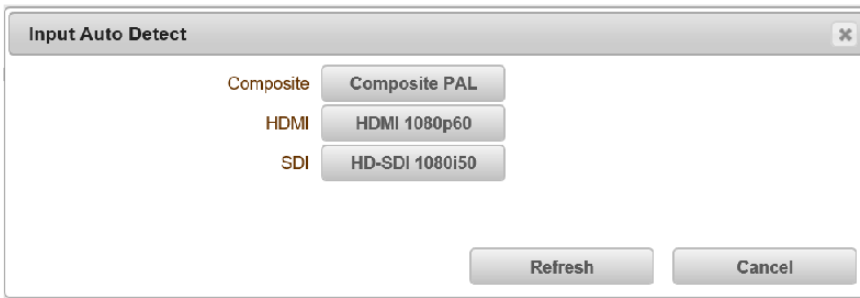 Input Auto Detect
Composite Composite PAL
HDMI HDMI 1080p60
SDI HD-SDI 1080i50
Refresh Cancel